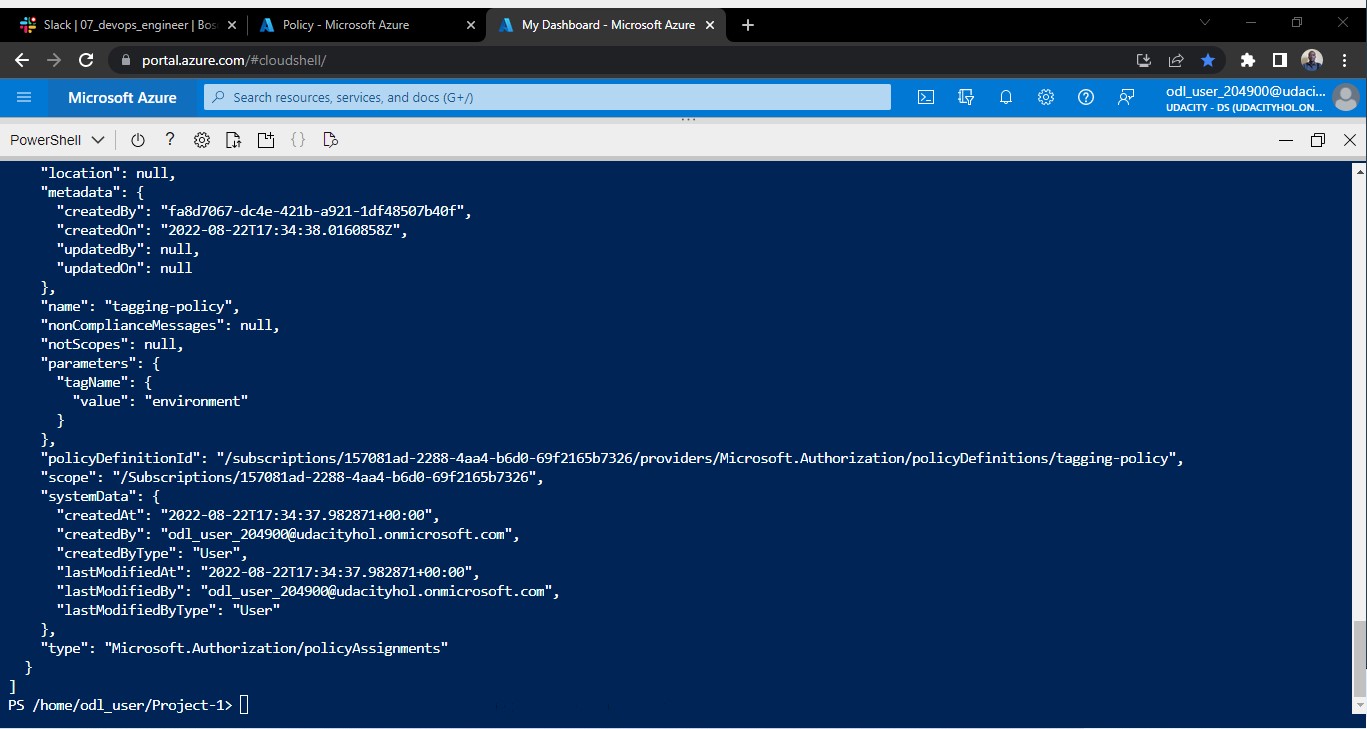 Slack | 07_devops_engineer | Bos
Policy - Microsoft Azure
My Dashboard - Microsoft Azure
portal.azure.com/#cloudshell/
Microsoft Azure
Search resources, services, and docs (G+/)
odl_user_204900@udaci...
UDACITY - DS (UDACITYHOL.ON...
PowerShell
"location": null,
"metadata": {
"createdBy": "fa8d7067-dc4e-421b-a921-1df48507b40f",
"createdOn": "2022-08-22T17:34:38.0160858Z",
"updatedBy": null,
"updatedOn": null
},
"name": "tagging-policy",
"nonComplianceMessages": null,
"notScopes": null,
"parameters": {
"tagName": {
"value": "environment"
}
},
"policyDefinitionId": "/subscriptions/157081ad-2288-4aa4-b6d0-69f2165b7326/providers/Microsoft.Authorization/policyDefinitions/tagging-policy",
"scope": "/Subscriptions/157081ad-2288-4aa4-b6d0-69f2165b7326",
"systemData": {
"createdAt": "2022-08-22T17:34:37.982871+00:00",
"createdBy": "odl_user_204900@udacityhol.onmicrosoft.com",
"createdByType": "User",
"lastModifiedAt": "2022-08-22T17:34:37.982871+00:00",
"lastModifiedBy": "odl_user_204900@udacityhol.onmicrosoft.com",
"lastModifiedByType": "User"
},
"type": "Microsoft.Authorization/policyAssignments"
}
]
PS /home/odl_user/Project-1>